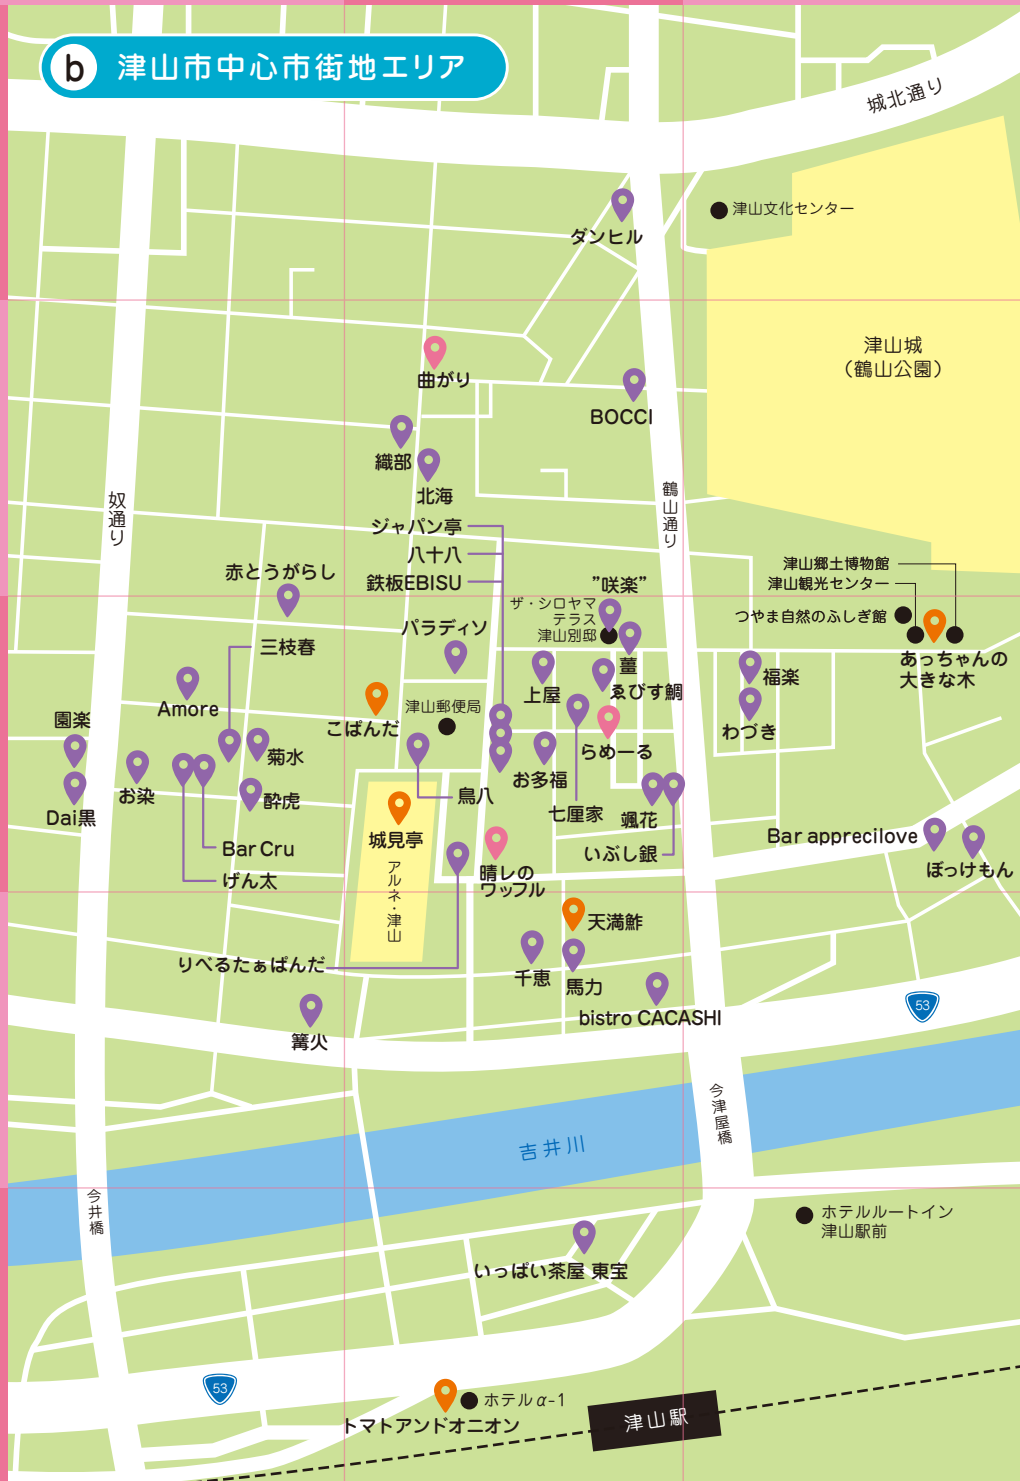 b 津山市中心市街地エリア
城北通り
津山文化センター
ダンヒル
津山城
（鶴山公園）
曲がり
BOCCI
織部
北海
奴通り
鶴山通り
ジャパン亭
八十八
鉄板EBISU
赤とうがらし
”咲楽”
津山郷土博物館
津山観光センター
つやま自然のふしぎ館
ザ・シロヤマ
テラス
津山別邸
パラディソ
三枝春
薑
あっちゃんの
大きな木
福楽
上屋
ゑびす鯛
Amore
津山郵便局
こぱんだ
園楽
わづき
らめーる
菊水
お多福
お染
酔虎
鳥八
七厘家
颯花
Dai黒
城見亭
Bar apprecilove
Bar Cru
いぶし銀
晴レの
ワッフル
ぼっけもん
げん太
アルネ・津山
天満鮓
りべるたぁぱんだ
千恵
馬力
bistro CACASHI
53
篝火
今津屋橋
吉井川
今井橋
ホテルルートイン
津山駅前
いっぱい茶屋 東宝
53
ホテルα-1
トマトアンドオニオン
津山駅